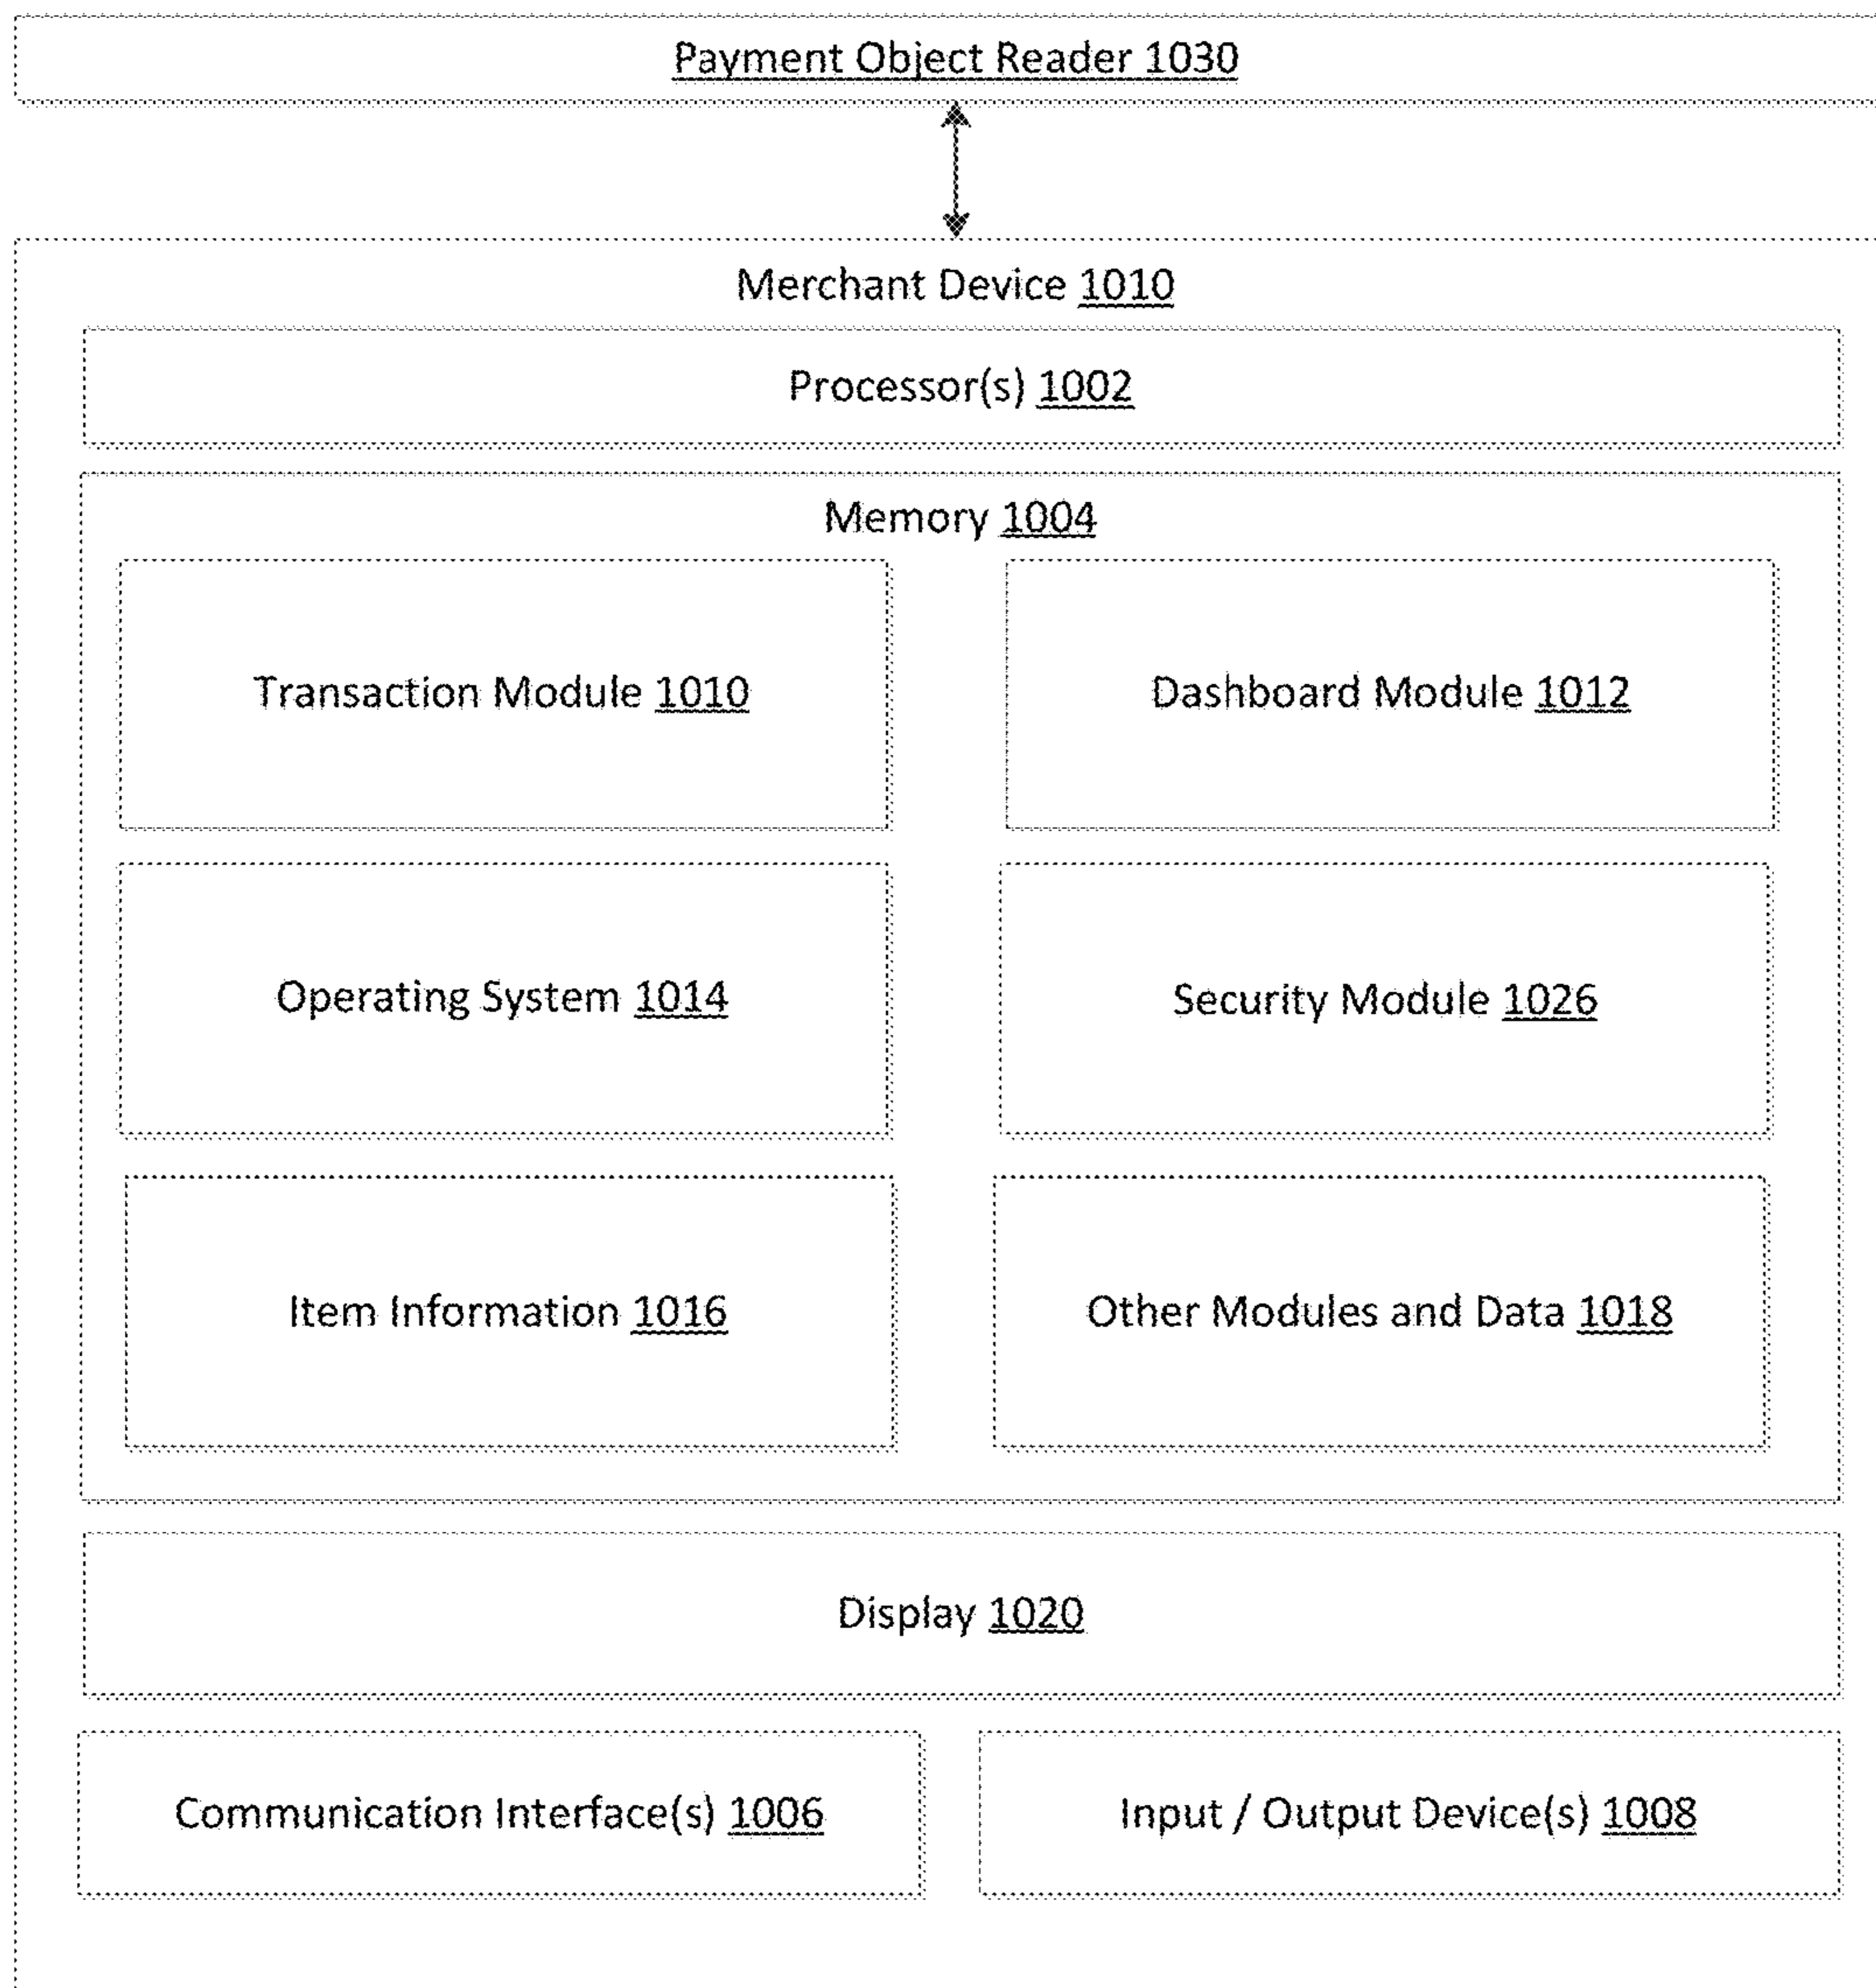 Payment Object Reader 1030
Merchant Device 1010
Processor(s) 1002
Memory 1004
Transaction Module 1010
Dashboard Module 1012
Operating System 1014
Security Module 1026
Item Information 1016
Other Modules and Data 1018
Display 1020
Communication Interface(s) 1006
Input / Output Device(s) 1008